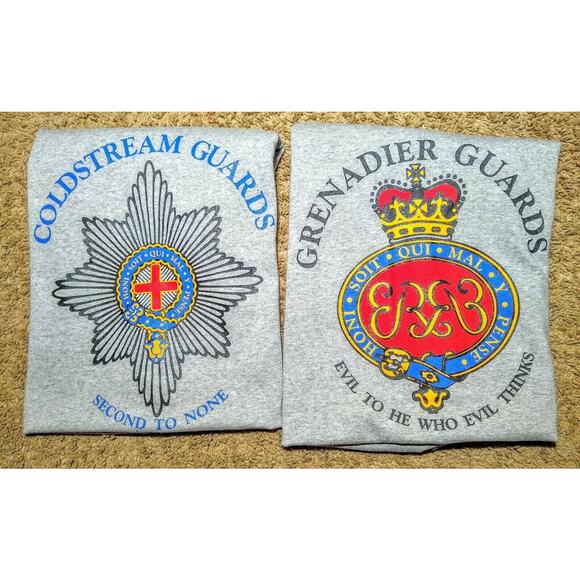 COLDSTREAM GUARDS
HONI · SOIT · QUI · MAL · Y · PENSE
SECOND TO NONE
GRENADIER GUARDS
HONI · SOIT · QUI · MAL · Y · PENSE ·
EVIL TO HE WHO EVIL THINKS